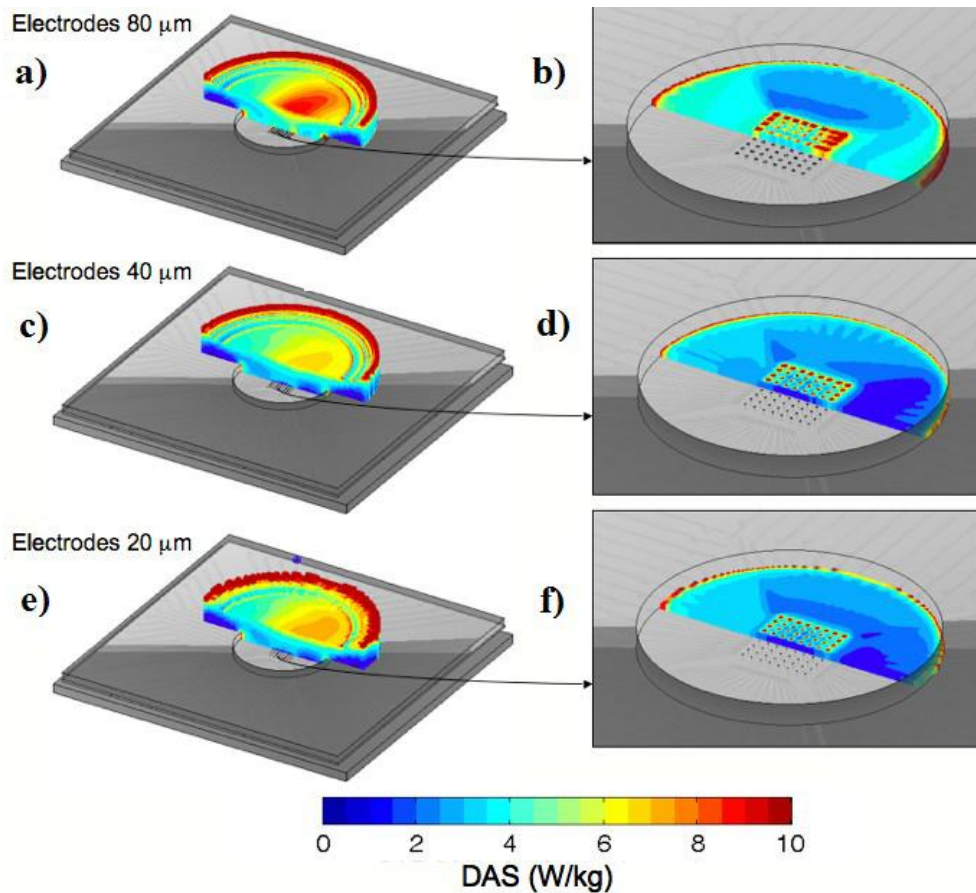 Electrodes 80 μm
a)
b)
Electrodes 40 μm
c)
d)
Electrodes 20 μm
e)
f)
0 2 4 6 8 10
DAS (W/kg)